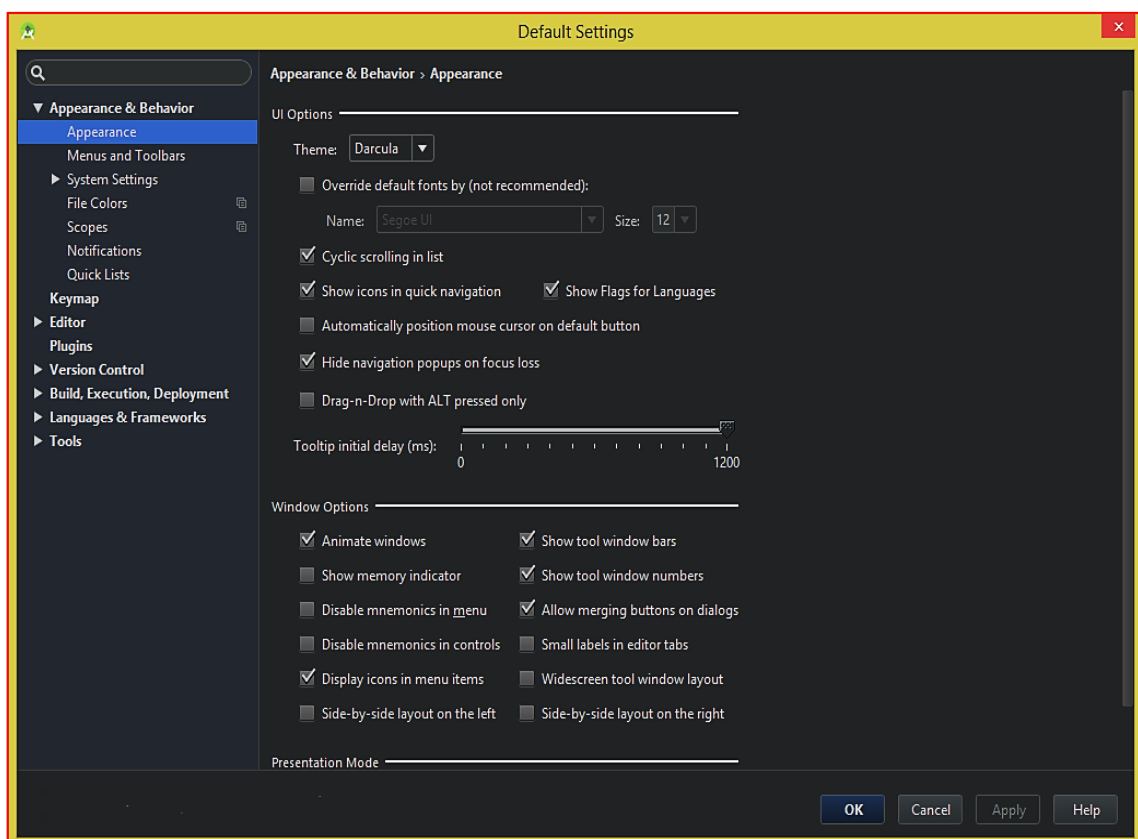 Default Settings
Appearance & Behavior
Appearance
Menus and Toolbars
System Settings
File Colors
Scopes
Notifications
Quick Lists
Keymap
Editor
Plugins
Version Control
Build, Execution, Deployment
Languages & Frameworks
Tools
Appearance & Behavior › Appearance
UI Options
Theme: Darcula
Override default fonts by (not recommended):
Name: Segoe UI Size: 12
Cyclic scrolling in list
Show icons in quick navigation Show Flags for Languages
Automatically position mouse cursor on default button
Hide navigation popups on focus loss
Drag-n-Drop with ALT pressed only
Tooltip initial delay (ms):
0 1200
Window Options
Animate windows Show tool window bars
Show memory indicator Show tool window numbers
Disable mnemonics in menu Allow merging buttons on dialogs
Disable mnemonics in controls Small labels in editor tabs
Display icons in menu items Widescreen tool window layout
Side-by-side layout on the left Side-by-side layout on the right
Presentation Mode
OK Cancel Apply Help